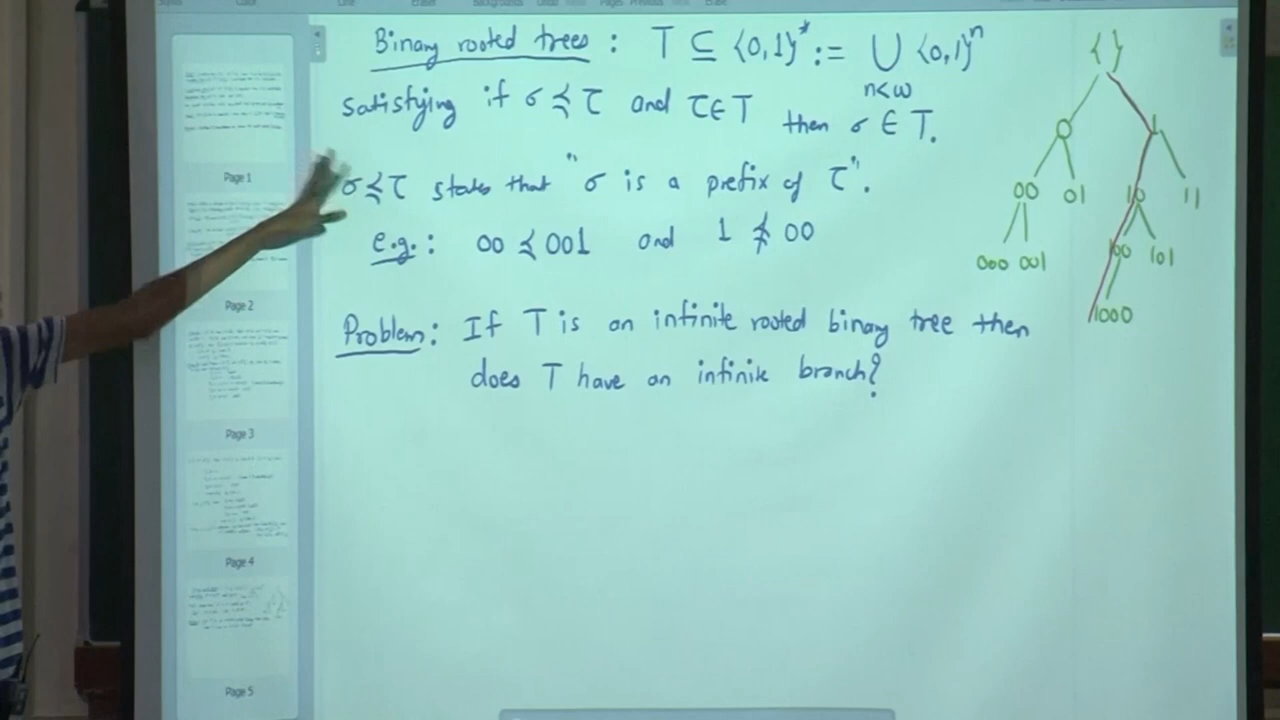 Binary rooted trees : T ⊆ {0,1}* := ⋃ {0,1}ⁿ
n<ω
satisfying if σ ≼ τ and τ ∈ T then σ ∈ T.
σ ≼ τ states that "σ is a prefix of τ".
e.g.: 00 ≼ 001 and 1 ⋠ 00
Problem: If T is an infinite rooted binary tree then
does T have an infinite branch?
{ }
0 1
00 01 10 11
000 001 100 101
1000
Page 1
Page 2
Page 3
Page 4
Page 5